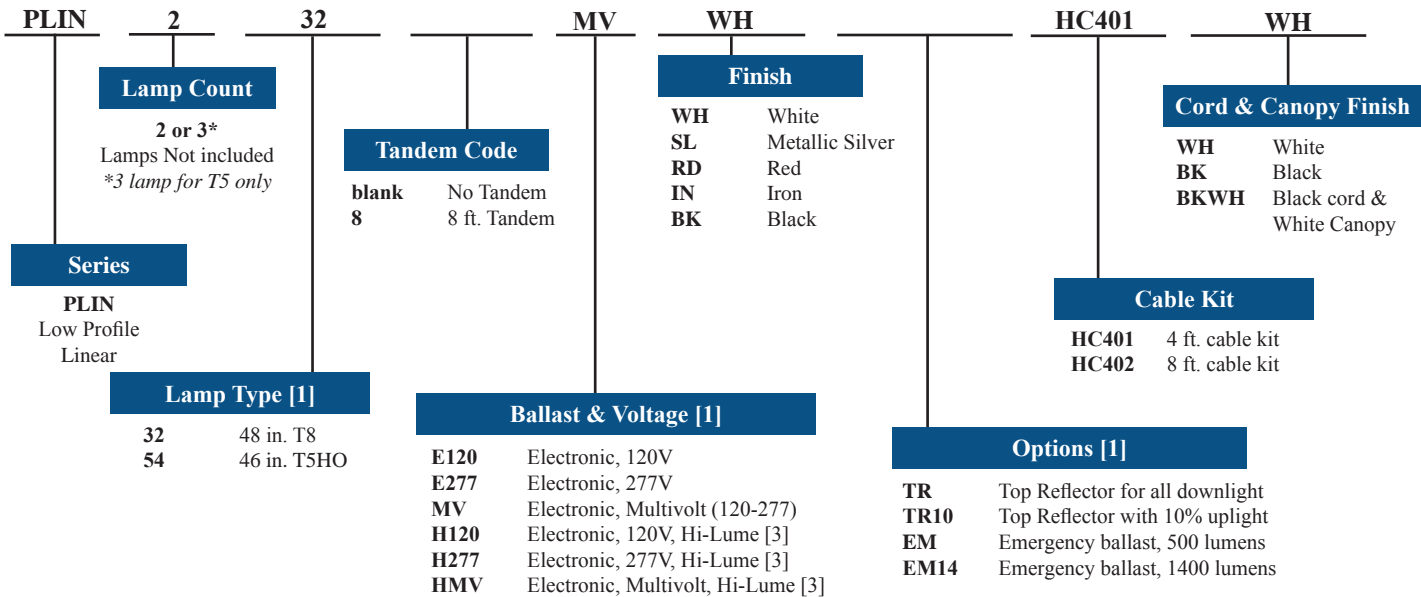 PLIN 2 32 MV WH HC401 WH
Lamp Count
2 or 3*
Lamps Not included
*3 lamp for T5 only
Series
PLIN
Low Profile
Linear
Lamp Type [1]
32 48 in. T8
54 46 in. T5HO
Tandem Code
blank No Tandem
8 8 ft. Tandem
Ballast & Voltage [1]
E120 Electronic, 120V
E277 Electronic, 277V
MV Electronic, Multivolt (120-277)
H120 Electronic, 120V, Hi-Lume [3]
H277 Electronic, 277V, Hi-Lume [3]
HMV Electronic, Multivolt, Hi-Lume [3]
Finish
WH White
SL Metallic Silver
RD Red
IN Iron
BK Black
Options [1]
TR Top Reflector for all downlight
TR10 Top Reflector with 10% uplight
EM Emergency ballast, 500 lumens
EM14 Emergency ballast, 1400 lumens
Cable Kit
HC401 4 ft. cable kit
HC402 8 ft. cable kit
Cord & Canopy Finish
WH White
BK Black
BKWH Black cord &
White Canopy